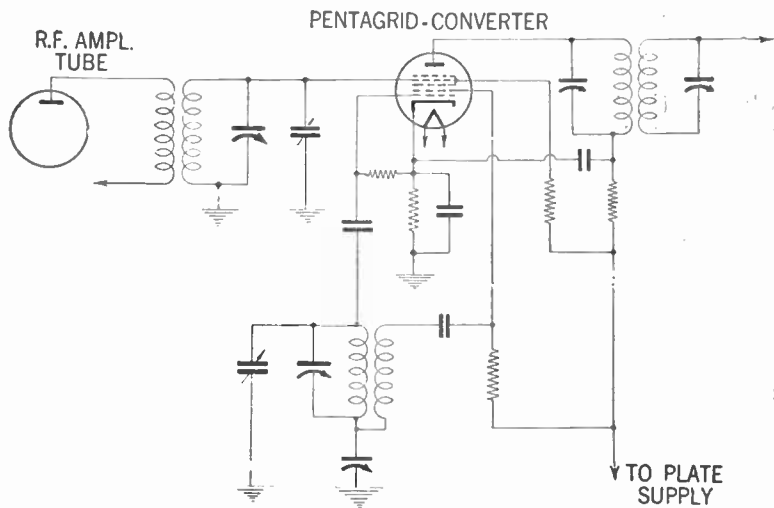 PENTAGRID-CONVERTER
R.F. AMPL.
TUBE
TO PLATE
SUPPLY